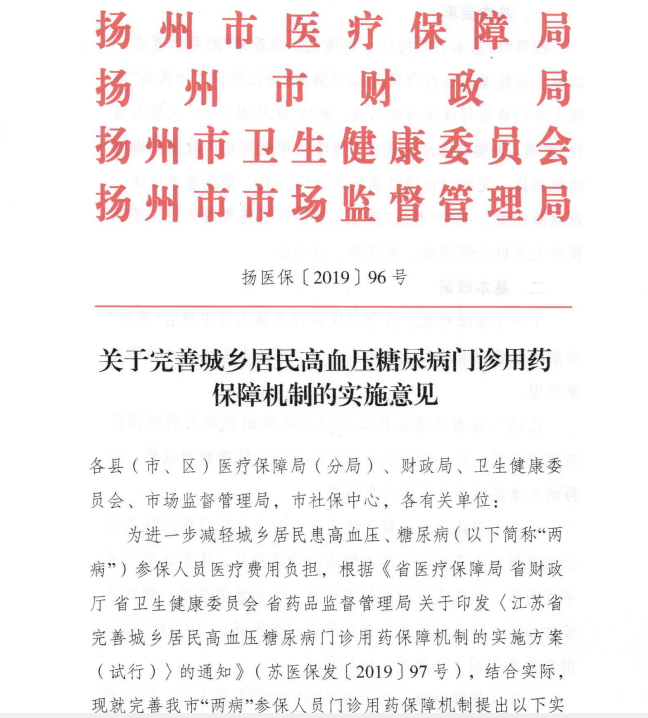 扬州市医疗保障局
扬州市财政局
扬州市卫生健康委员会
扬州市市场监督管理局
扬医保〔2019〕96号
关于完善城乡居民高血压糖尿病门诊用药
保障机制的实施意见
各县（市、区）医疗保障局（分局）、财政局、卫生健康委
员会、市场监督管理局，市社保中心，各有关单位：
为进一步减轻城乡居民患高血压、糖尿病（以下简称“两
病”）参保人员医疗费用负担，根据《省医疗保障局 省财政
厅 省卫生健康委员会 省药品监督管理局 关于印发〈江苏省
完善城乡居民高血压糖尿病门诊用药保障机制的实施方案
（试行）〉的通知》（苏医保发〔2019〕97号），结合实际，
现就完善我市“两病”参保人员门诊用药保障机制提出以下实